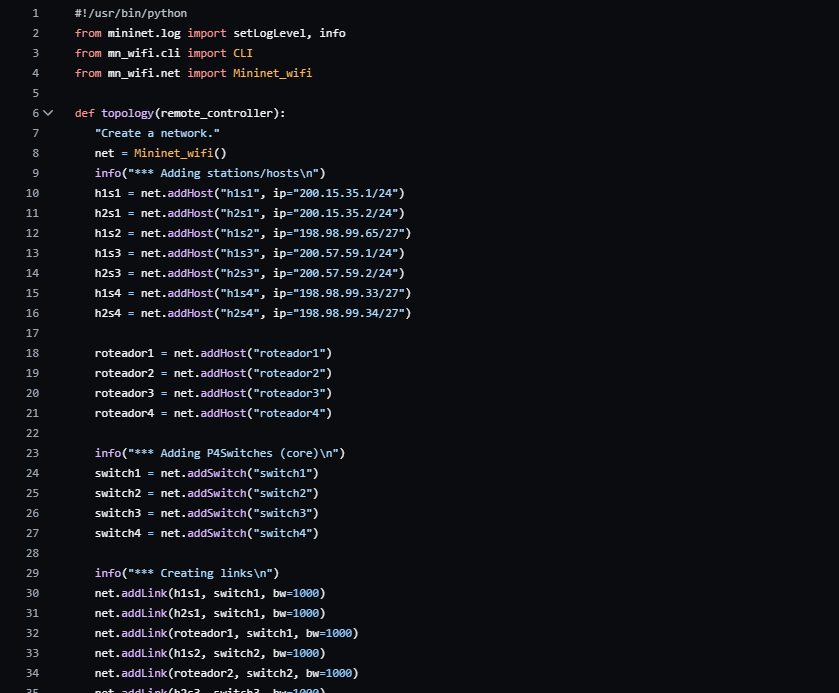 1 #!/usr/bin/python
2 from mininet.log import setLogLevel, info
3 from mn_wifi.cli import CLI
4 from mn_wifi.net import Mininet_wifi
5
6 def topology(remote_controller):
7 "Create a network."
8 net = Mininet_wifi()
9 info("*** Adding stations/hosts\n")
10 h1s1 = net.addHost("h1s1", ip="200.15.35.1/24")
11 h2s1 = net.addHost("h2s1", ip="200.15.35.2/24")
12 h1s2 = net.addHost("h1s2", ip="198.98.99.65/27")
13 h1s3 = net.addHost("h1s3", ip="200.57.59.1/24")
14 h2s3 = net.addHost("h2s3", ip="200.57.59.2/24")
15 h1s4 = net.addHost("h1s4", ip="198.98.99.33/27")
16 h2s4 = net.addHost("h2s4", ip="198.98.99.34/27")
17
18 roteador1 = net.addHost("roteador1")
19 roteador2 = net.addHost("roteador2")
20 roteador3 = net.addHost("roteador3")
21 roteador4 = net.addHost("roteador4")
22
23 info("*** Adding P4Switches (core)\n")
24 switch1 = net.addSwitch("switch1")
25 switch2 = net.addSwitch("switch2")
26 switch3 = net.addSwitch("switch3")
27 switch4 = net.addSwitch("switch4")
28
29 info("*** Creating links\n")
30 net.addLink(h1s1, switch1, bw=1000)
31 net.addLink(h2s1, switch1, bw=1000)
32 net.addLink(roteador1, switch1, bw=1000)
33 net.addLink(h1s2, switch2, bw=1000)
34 net.addLink(roteador2, switch2, bw=1000)
35 net.addLink(h2s3, switch3, bw=1000)